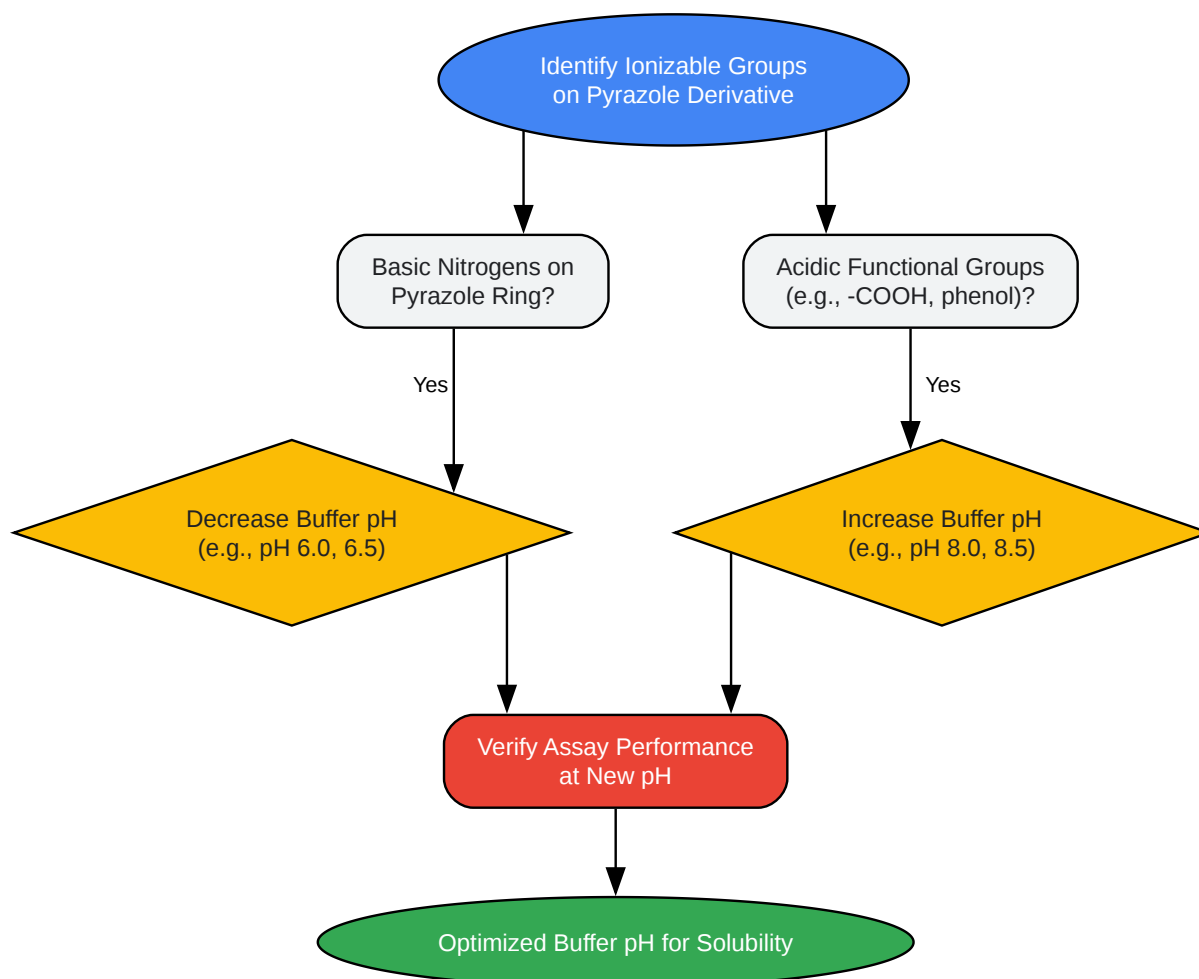 Identify Ionizable Groups
on Pyrazole Derivative
Basic Nitrogens on
Pyrazole Ring?
Acidic Functional Groups
(e.g., -COOH, phenol)?
Yes
Yes
Decrease Buffer pH
(e.g., pH 6.0, 6.5)
Increase Buffer pH
(e.g., pH 8.0, 8.5)
Verify Assay Performance
at New pH
Optimized Buffer pH for Solubility